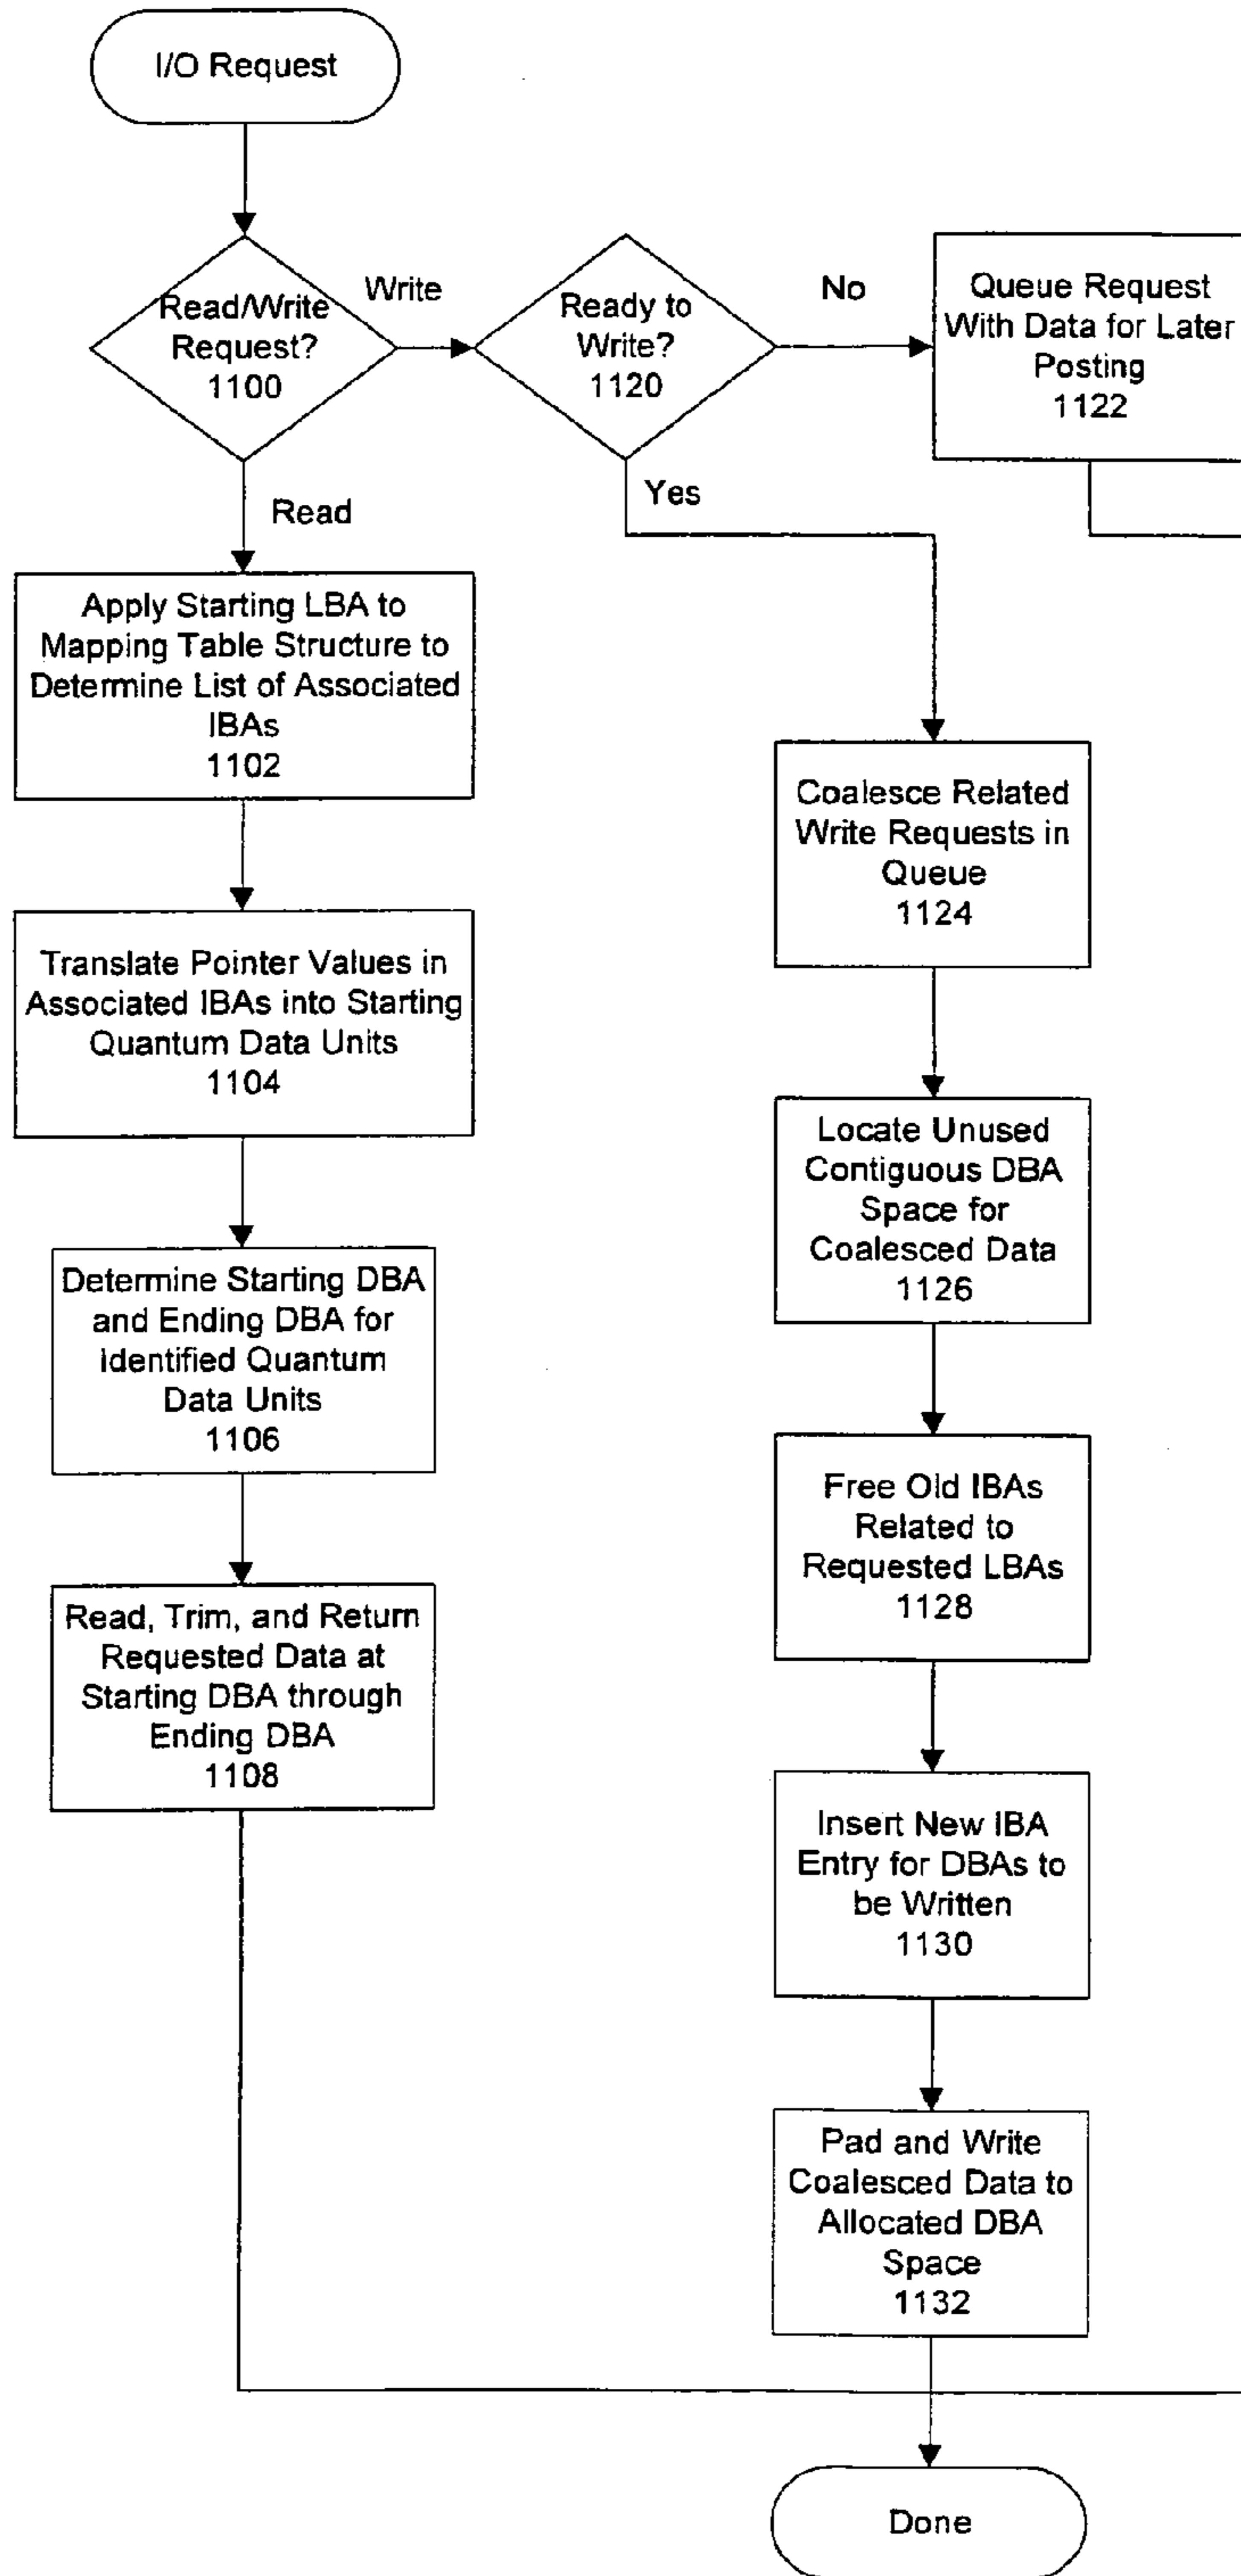 I/O Request
Read/Write
Request?
1100
Write
Ready to
Write?
1120
No
Queue Request
With Data for Later
Posting
1122
Read
Yes
Apply Starting LBA to
Mapping Table Structure to
Determine List of Associated
IBAs
1102
Translate Pointer Values in
Associated IBAs into Starting
Quantum Data Units
1104
Determine Starting DBA
and Ending DBA for
Identified Quantum
Data Units
1106
Read, Trim, and Return
Requested Data at
Starting DBA through
Ending DBA
1108
Coalesce Related
Write Requests in
Queue
1124
Locate Unused
Contiguous DBA
Space for
Coalesced Data
1126
Free Old IBAs
Related to
Requested LBAs
1128
Insert New IBA
Entry for DBAs to
be Written
1130
Pad and Write
Coalesced Data to
Allocated DBA
Space
1132
Done